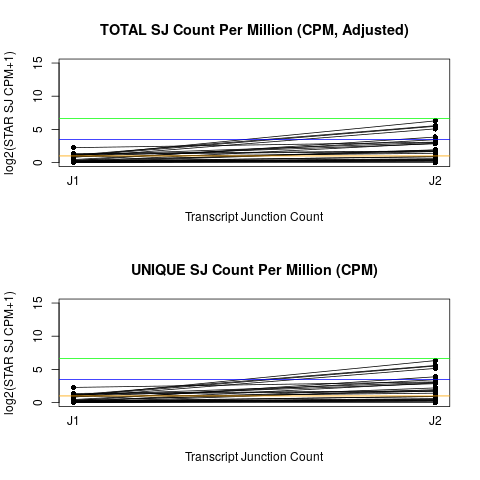 TOTAL SJ Count Per Million (CPM, Adjusted)
log2(STAR SJ CPM+1)
15
10
5
0
J1 J2
Transcript Junction Count
UNIQUE SJ Count Per Million (CPM)
log2(STAR SJ CPM+1)
15
10
5
0
J1 J2
Transcript Junction Count